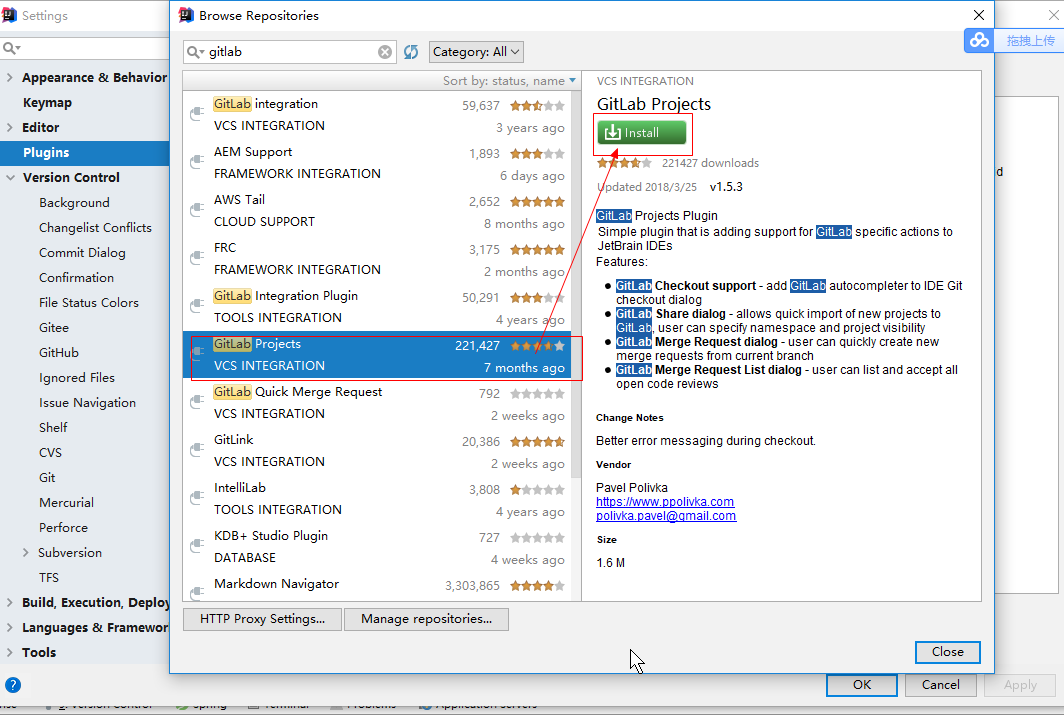 Settings
Appearance & Behavior
Keymap
Editor
Plugins
Version Control
Background
Changelist Conflicts
Commit Dialog
Confirmation
File Status Colors
Gitee
GitHub
Ignored Files
Issue Navigation
Shelf
CVS
Git
Mercurial
Perforce
Subversion
TFS
Build, Execution, Deploy
Languages & Framewor
Tools
Browse Repositories
gitlab
Category: All
Sort by: status, name
GitLab integration 59,637
VCS INTEGRATION 3 years ago
AEM Support 1,893
FRAMEWORK INTEGRATION 6 days ago
AWS Tail 2,652
CLOUD SUPPORT 8 months ago
FRC 3,175
FRAMEWORK INTEGRATION 2 months ago
GitLab Integration Plugin 50,291
TOOLS INTEGRATION 4 years ago
GitLab Projects 221,427
VCS INTEGRATION 7 months ago
GitLab Quick Merge Request 792
VCS INTEGRATION 2 weeks ago
GitLink 20,386
VCS INTEGRATION 2 weeks ago
IntelliLab 3,808
TOOLS INTEGRATION 4 years ago
KDB+ Studio Plugin 727
DATABASE 4 weeks ago
Markdown Navigator 3,303,865
HTTP Proxy Settings...
Manage repositories...
VCS INTEGRATION
GitLab Projects
Install
221427 downloads
Updated 2018/3/25 v1.5.3
GitLab Projects Plugin
Simple plugin that is adding support for GitLab specific actions to
JetBrain IDEs
Features:
GitLab Checkout support - add GitLab autocompleter to IDE Git
checkout dialog
GitLab Share dialog - allows quick import of new projects to
GitLab, user can specify namespace and project visibility
GitLab Merge Request dialog - user can quickly create new
merge requests from current branch
GitLab Merge Request List dialog - user can list and accept all
open code reviews
Change Notes
Better error messaging during checkout.
Vendor
Pavel Polivka
https://www.ppolivka.com
polivka.pavel@gmail.com
Size
1.6 M
Close
拖拽上传
d
OK
Cancel
Apply
?